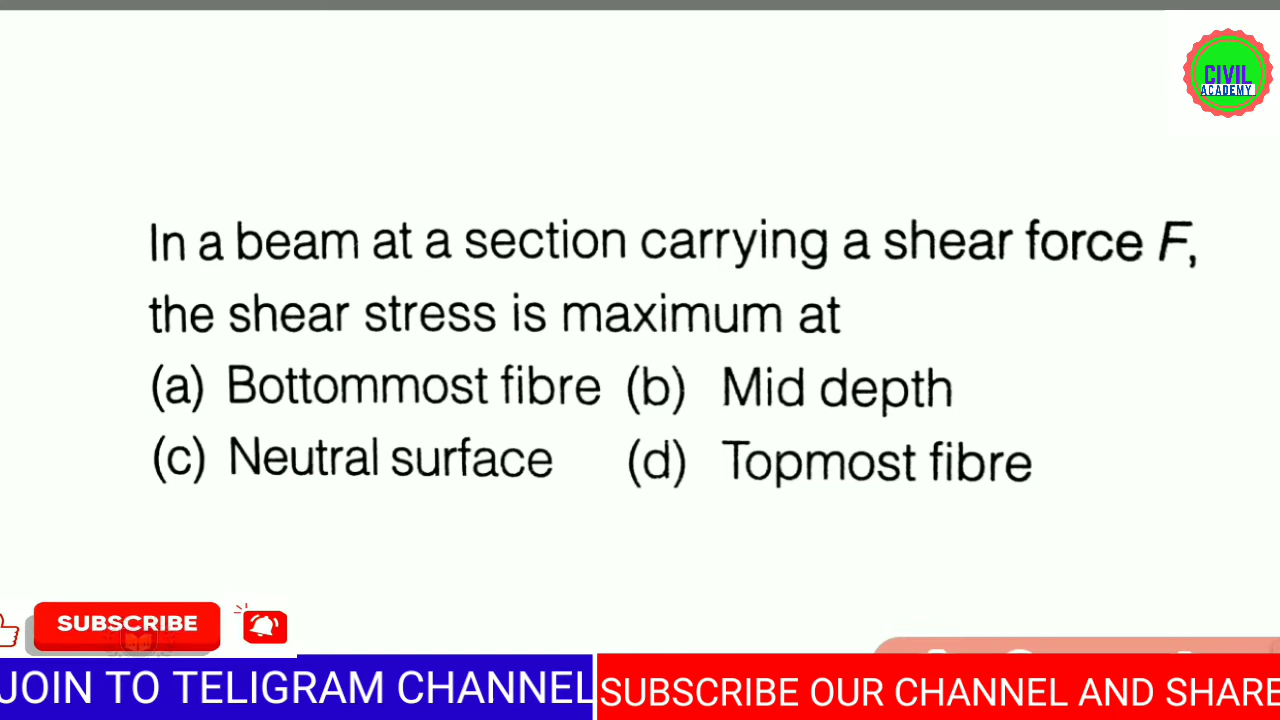 CIVIL
ACADEMY
In a beam at a section carrying a shear force F,
the shear stress is maximum at
(a) Bottommost fibre (b) Mid depth
(c) Neutral surface (d) Topmost fibre
SUBSCRIBE
JOIN TO TELIGRAM CHANNEL
SUBSCRIBE OUR CHANNEL AND SHARE